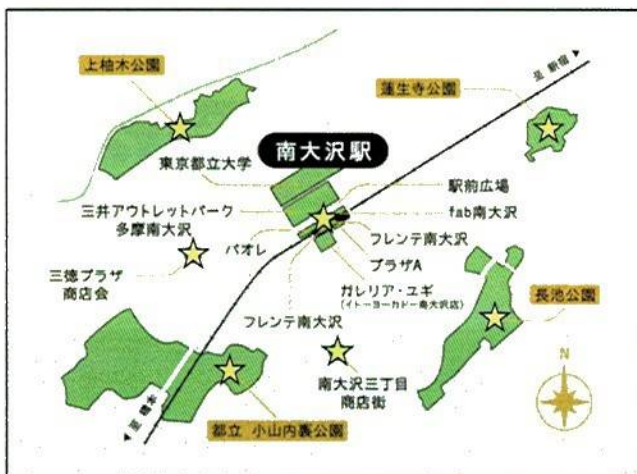 上柚木公園
至 新宿 ▶
蓮生寺公園
南大沢駅
東京都立大学
駅前広場
三井アウトレットパーク
多摩南大沢
fab南大沢
パオレ
フレンテ南大沢
プラザA
三徳プラザ
商店会
ガレリア・ユギ
(イトーヨーカドー南大沢店)
長池公園
フレンテ南大沢
N
南大沢三丁目
商店街
◀至 橋本
都立 小山内裏公園